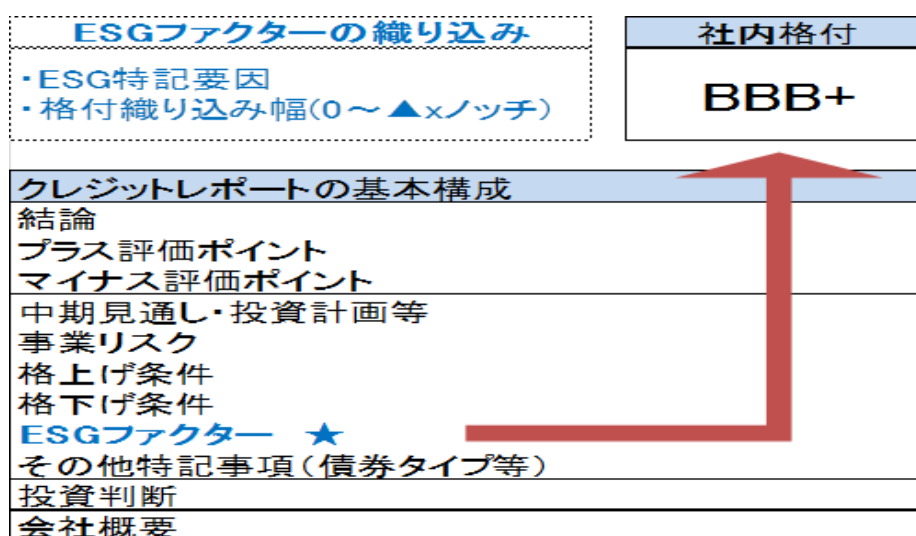 ESGファクターの織り込み
・ESG特記要因
・格付織り込み幅(0～▲xノッチ)
社内格付
BBB+
クレジットレポートの基本構成
結論
プラス評価ポイント
マイナス評価ポイント
中期見通し・投資計画等
事業リスク
格上げ条件
格下げ条件
ESGファクター ★
その他特記事項(債券タイプ等)
投資判断
会社概要